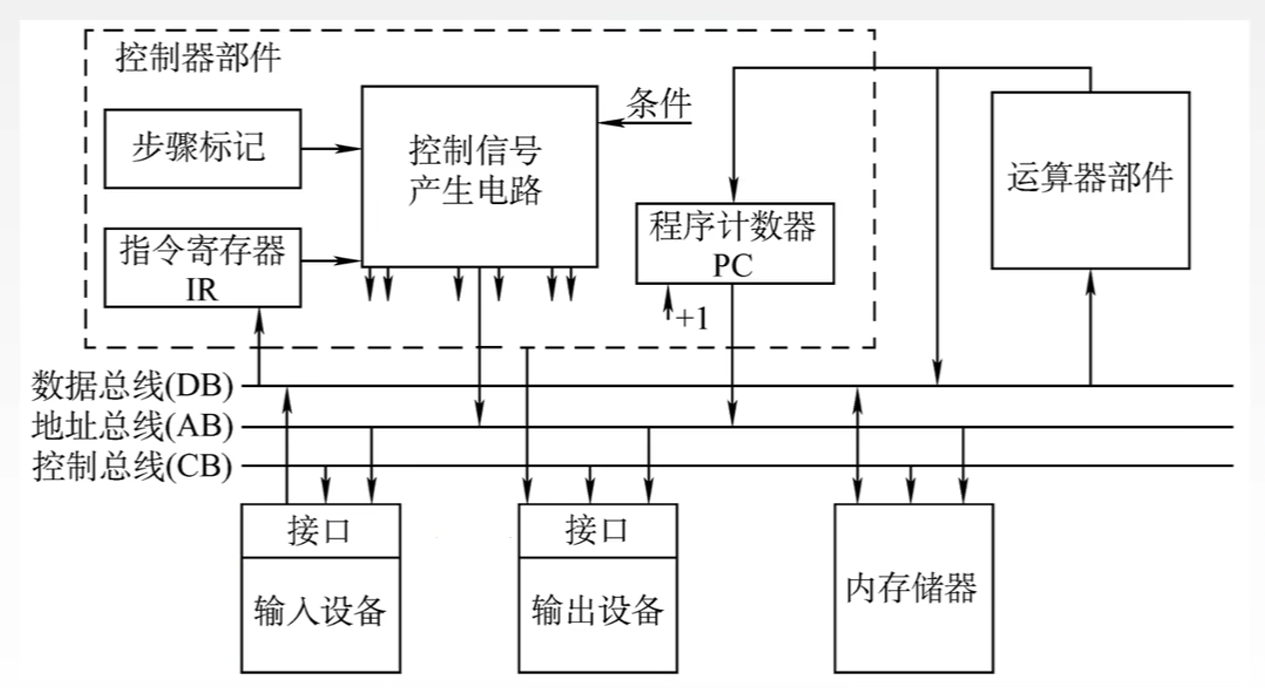 控制器部件
步骤标记
控制信号
产生电路
条件
运算器部件
指令寄存器
IR
程序计数器
PC
+1
数据总线(DB)
地址总线(AB)
控制总线(CB)
接口
输入设备
接口
输出设备
内存储器